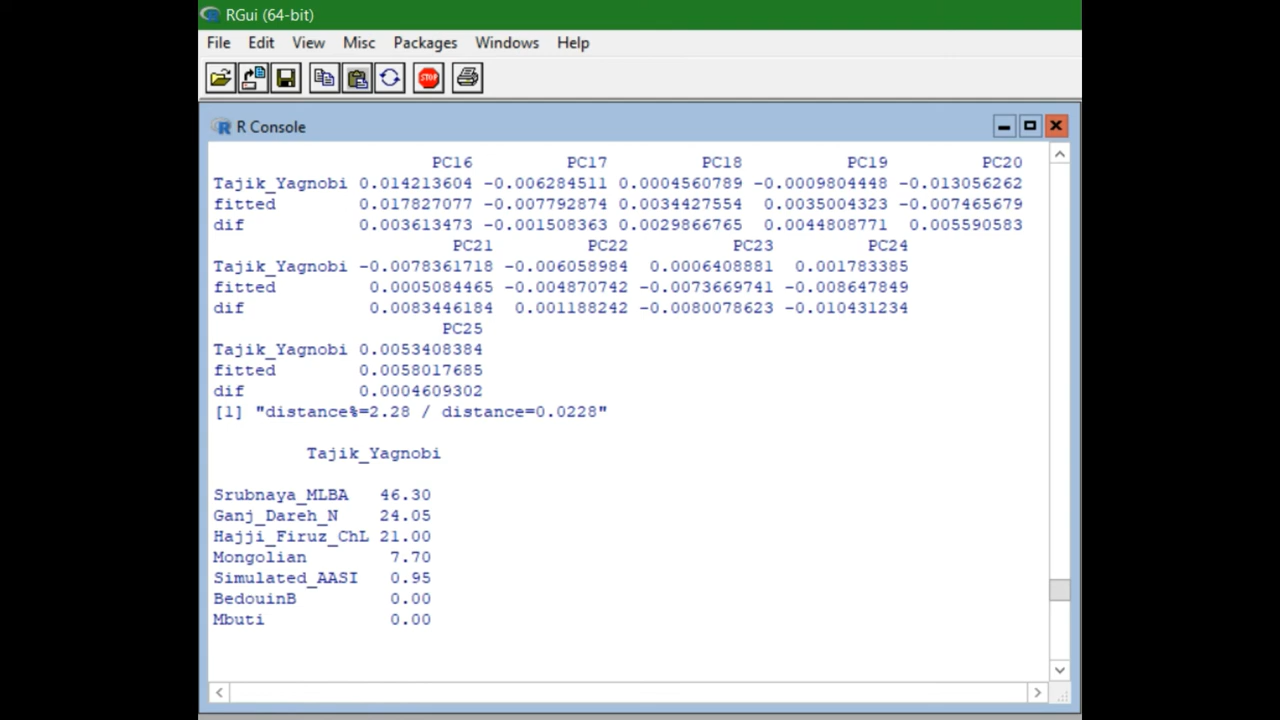 RGui (64-bit)
File Edit View Misc Packages Windows Help
STOP
R Console
PC16 PC17 PC18 PC19 PC20
Tajik_Yagnobi 0.014213604 -0.006284511 0.0004560789 -0.0009804448 -0.013056262
fitted 0.017827077 -0.007792874 0.0034427554 0.0035004323 -0.007465679
dif 0.003613473 -0.001508363 0.0029866765 0.0044808771 0.005590583
PC21 PC22 PC23 PC24
Tajik_Yagnobi -0.0078361718 -0.006058984 0.0006408881 0.001783385
fitted 0.0005084465 -0.004870742 -0.0073669741 -0.008647849
dif 0.0083446184 0.001188242 -0.0080078623 -0.010431234
PC25
Tajik_Yagnobi 0.0053408384
fitted 0.0058017685
dif 0.0004609302
[1] "distance%=2.28 / distance=0.0228"
Tajik_Yagnobi
Srubnaya_MLBA 46.30
Ganj_Dareh_N 24.05
Hajji_Firuz_ChL 21.00
Mongolian 7.70
Simulated_AASI 0.95
BedouinB 0.00
Mbuti 0.00